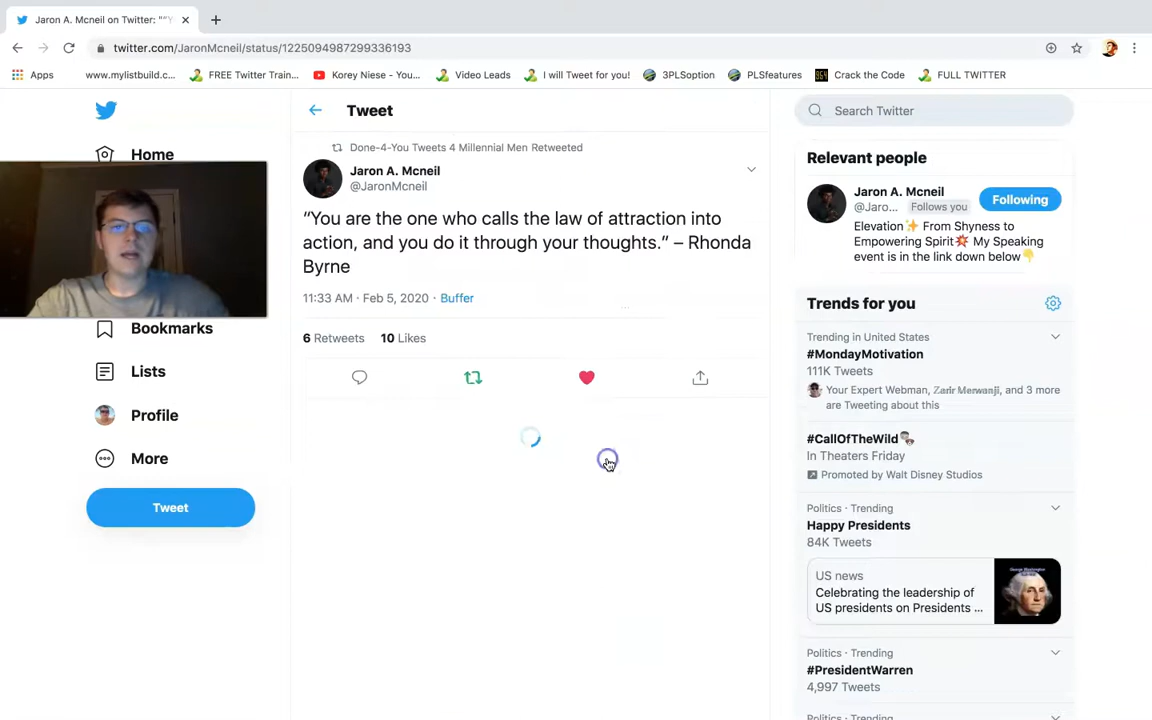 Jaron A. Mcneil on Twitter: "“Y
twitter.com/JaronMcneil/status/1225094987299336193
Apps
www.mylistbuild.c...
FREE Twitter Train...
Korey Niese - You...
Video Leads
I will Tweet for you!
3PLSoption
PLSfeatures
Crack the Code
FULL TWITTER
Home
Bookmarks
Lists
Profile
More
Tweet
Tweet
Done-4-You Tweets 4 Millennial Men Retweeted
Jaron A. Mcneil
@JaronMcneil
“You are the one who calls the law of attraction into
action, and you do it through your thoughts.” – Rhonda
Byrne
11:33 AM · Feb 5, 2020 · Buffer
6 Retweets 10 Likes
Search Twitter
Relevant people
Jaron A. Mcneil
@Jaro... Follows you
Following
Elevation✨ From Shyness to
Empowering Spirit💥 My Speaking
event is in the link down below👇
Trends for you
Trending in United States
#MondayMotivation
111K Tweets
Your Expert Webman, Zarir Merwanji, and 3 more
are Tweeting about this
#CallOfTheWild
In Theaters Friday
Promoted by Walt Disney Studios
Politics · Trending
Happy Presidents
84K Tweets
US news
Celebrating the leadership of
US presidents on Presidents ...
Politics · Trending
#PresidentWarren
4,997 Tweets
Politics · Trending